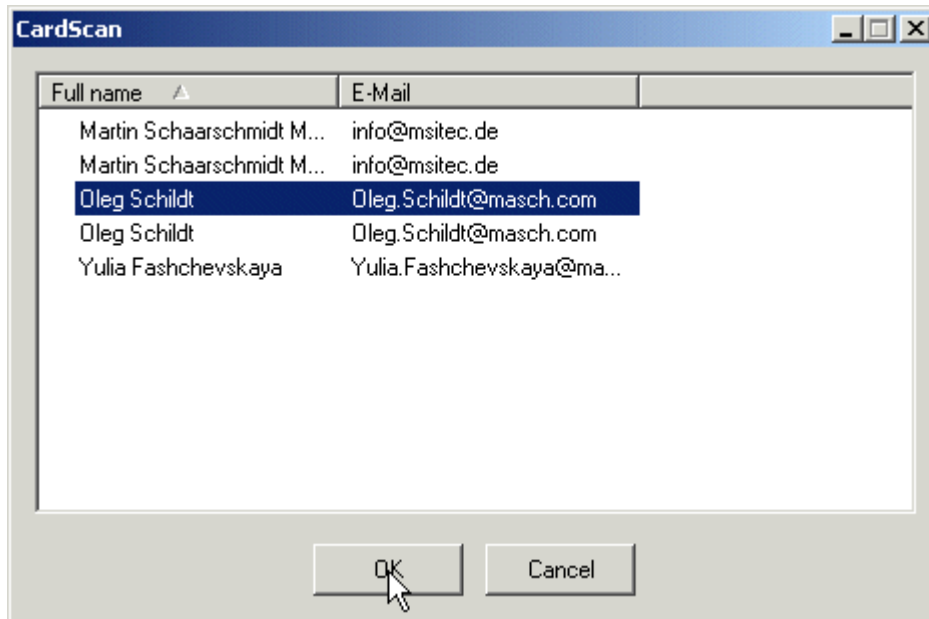 CardScan
Full name E-Mail
Martin Schaarschmidt M... info@msitec.de
Martin Schaarschmidt M... info@msitec.de
Oleg Schildt Oleg.Schildt@masch.com
Oleg Schildt Oleg.Schildt@masch.com
Yulia Fashchevskaya Yulia.Fashchevskaya@ma...
OK Cancel